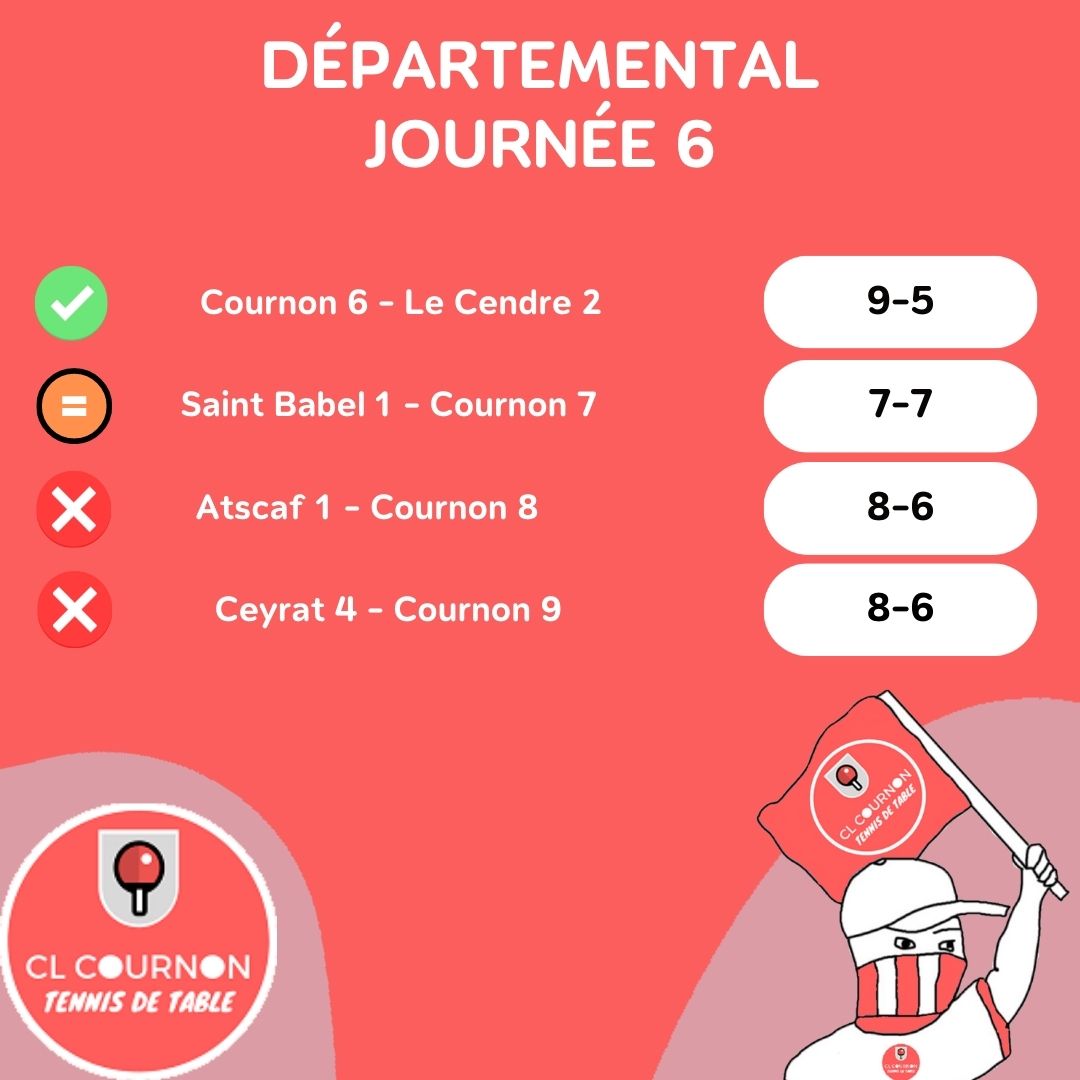 DÉPARTEMENTAL
JOURNÉE 6
Cournon 6 - Le Cendre 2 9-5
Saint Babel 1 - Cournon 7 7-7
Atscaf 1 - Cournon 8 8-6
Ceyrat 4 - Cournon 9 8-6
CL COURNON
TENNIS DE TABLE
CL COURNON
TENNIS DE TABLE
CL COURNON